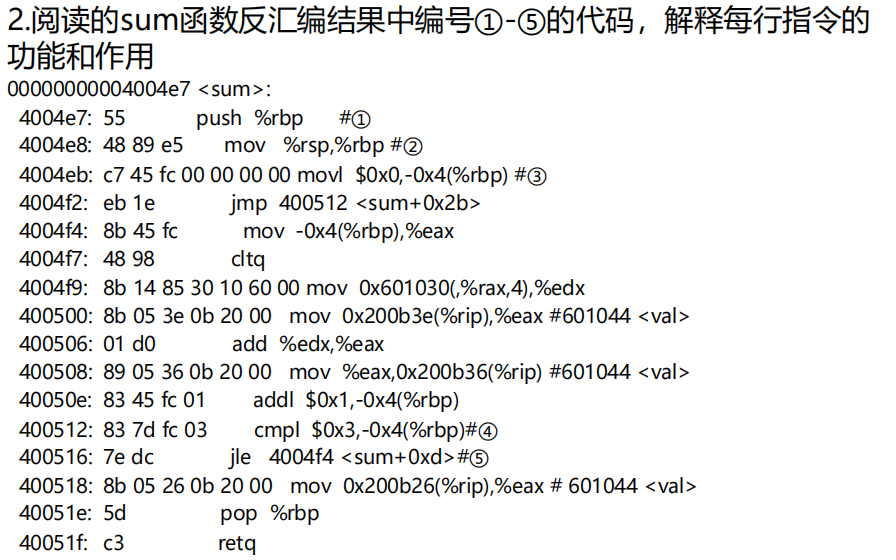 2.阅读的sum函数反汇编结果中编号①-⑤的代码，解释每行指令的
功能和作用
00000000004004e7 <sum>:
4004e7: 55 push %rbp #①
4004e8: 48 89 e5 mov %rsp,%rbp #②
4004eb: c7 45 fc 00 00 00 00 movl $0x0,-0x4(%rbp) #③
4004f2: eb 1e jmp 400512 <sum+0x2b>
4004f4: 8b 45 fc mov -0x4(%rbp),%eax
4004f7: 48 98 cltq
4004f9: 8b 14 85 30 10 60 00 mov 0x601030(,%rax,4),%edx
400500: 8b 05 3e 0b 20 00 mov 0x200b3e(%rip),%eax #601044 <val>
400506: 01 d0 add %edx,%eax
400508: 89 05 36 0b 20 00 mov %eax,0x200b36(%rip) #601044 <val>
40050e: 83 45 fc 01 addl $0x1,-0x4(%rbp)
400512: 83 7d fc 03 cmpl $0x3,-0x4(%rbp)#④
400516: 7e dc jle 4004f4 <sum+0xd>#⑤
400518: 8b 05 26 0b 20 00 mov 0x200b26(%rip),%eax # 601044 <val>
40051e: 5d pop %rbp
40051f: c3 retq